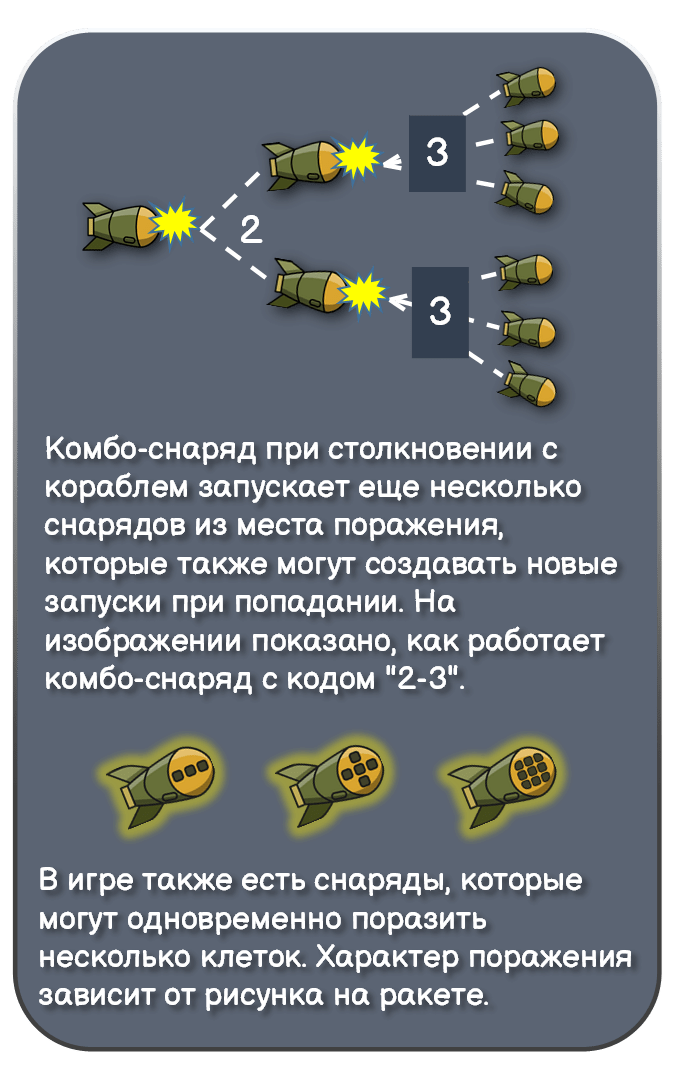 3
2
3
Комбо-снаряд при столкновении с
кораблем запускает еще несколько
снарядов из места поражения,
которые также могут создавать новые
запуски при попадании. На
изображении показано, как работает
комбо-снаряд с кодом "2-3".
В игре также есть снаряды, которые
могут одновременно поразить
несколько клеток. Характер поражения
зависит от рисунка на ракете.